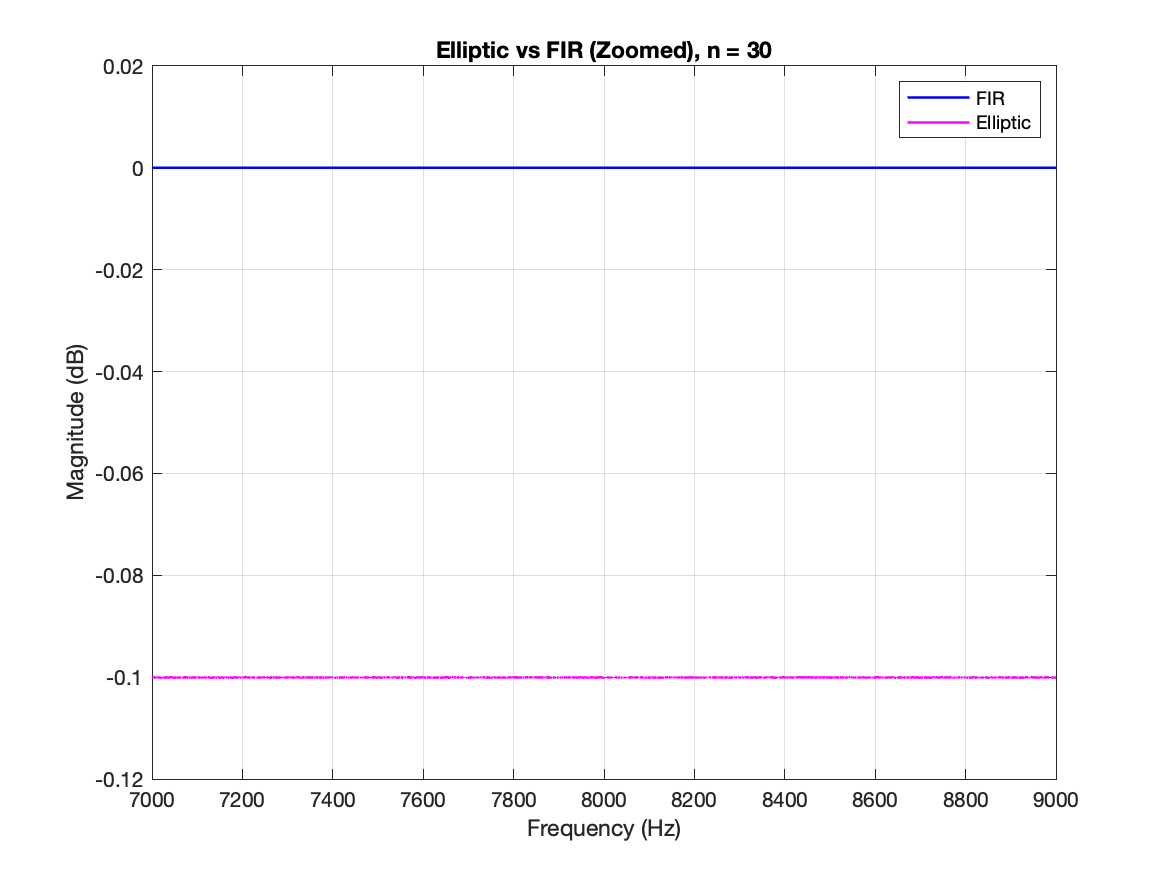 Elliptic vs FIR (Zoomed), n = 30
FIR
Elliptic
0.02
0
-0.02
-0.04
-0.06
-0.08
-0.1
-0.12
Magnitude (dB)
7000 7200 7400 7600 7800 8000 8200 8400 8600 8800 9000
Frequency (Hz)